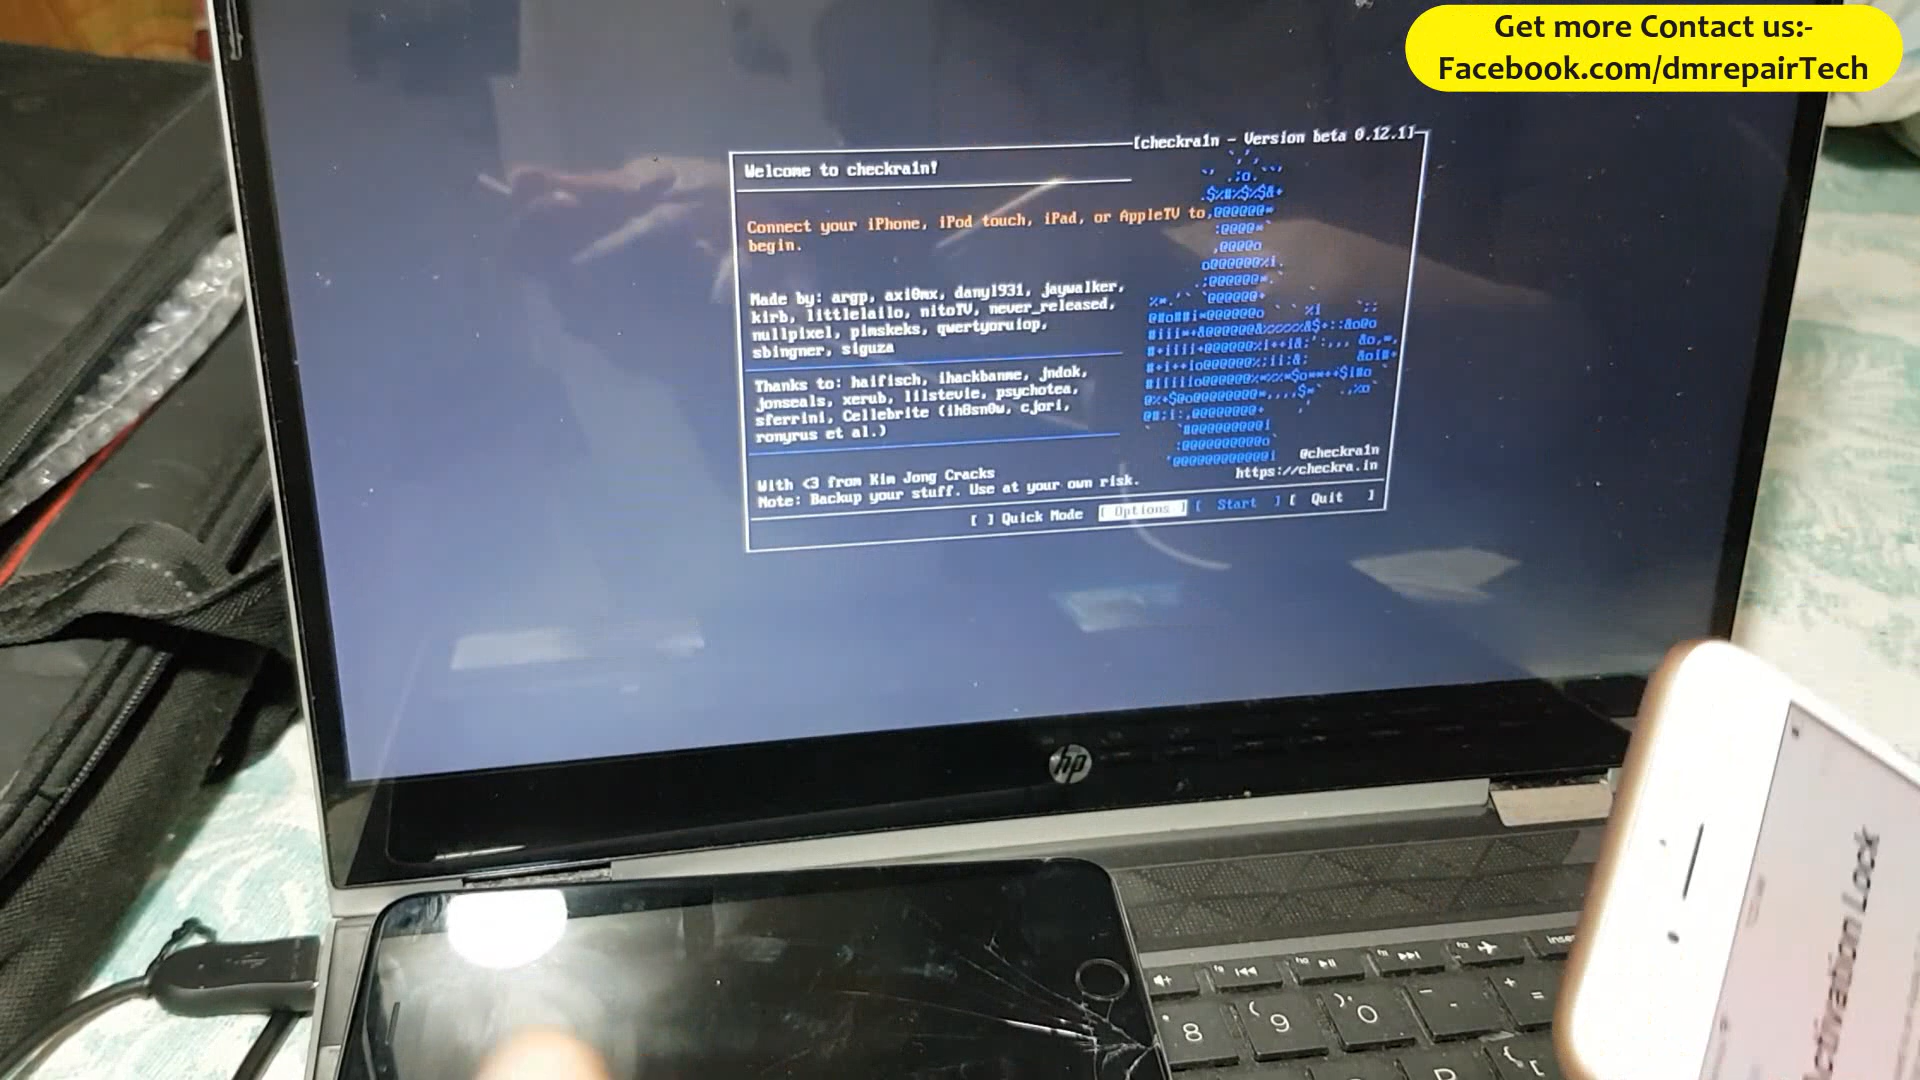 Get more Contact us:-
Facebook.com/dmrepairTech
[checkra1n - Version beta 0.12.1]
Welcome to checkra1n!
Connect your iPhone, iPod touch, iPad, or AppleTV to
begin.
Made by: argp, axi0mx, danyl931, jaywalker,
kirb, littlelailo, nitoTV, never_released,
nullpixel, pimskeks, qwertyoruiop,
sbingner, siguza
Thanks to: haifisch, ihackbanme, jndok,
jonseals, xerub, lilstevie, psychotea,
sferrini, Cellebrite (ih8sn0w, cjori,
ronyrus et al.)
With <3 from Kim Jong Cracks
Note: Backup your stuff. Use at your own risk.
@checkra1n
https://checkra.in
[ ] Quick Mode [ Options ] [ Start ] [ Quit ]
hp
Activation Lock
8
( 9
) 0
- -
+ =